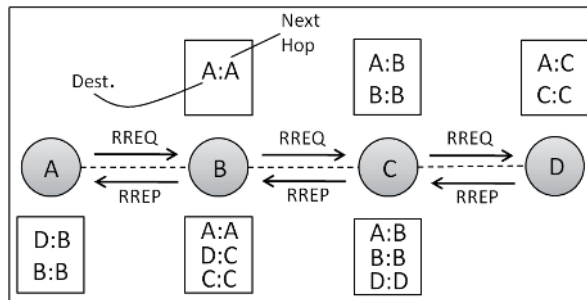 Next
Hop
Dest.
A:A
A:B
B:B
A:C
C:C
RREQ
RREQ
RREQ
A
B
C
D
RREP
RREP
RREP
D:B
B:B
A:A
D:C
C:C
A:B
B:B
D:D